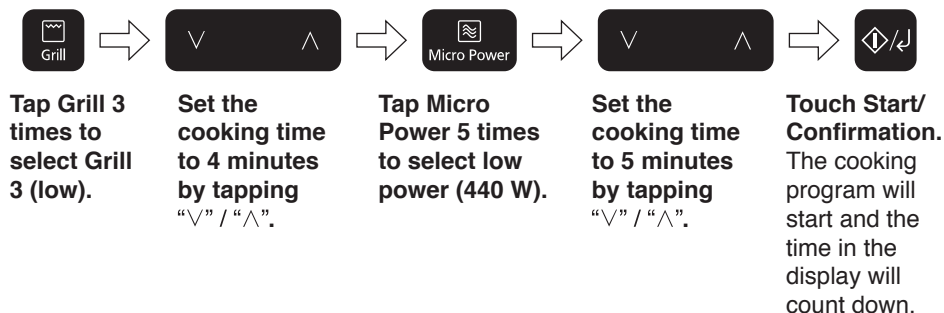 Grill
∨ ∧
Micro Power
∨ ∧
Tap Grill 3
times to
select Grill
3 (low).
Set the
cooking time
to 4 minutes
by tapping
“∨” / “∧”.
Tap Micro
Power 5 times
to select low
power (440 W).
Set the
cooking time
to 5 minutes
by tapping
“∨” / “∧”.
Touch Start/
Confirmation.
The cooking
program will
start and the
time in the
display will
count down.